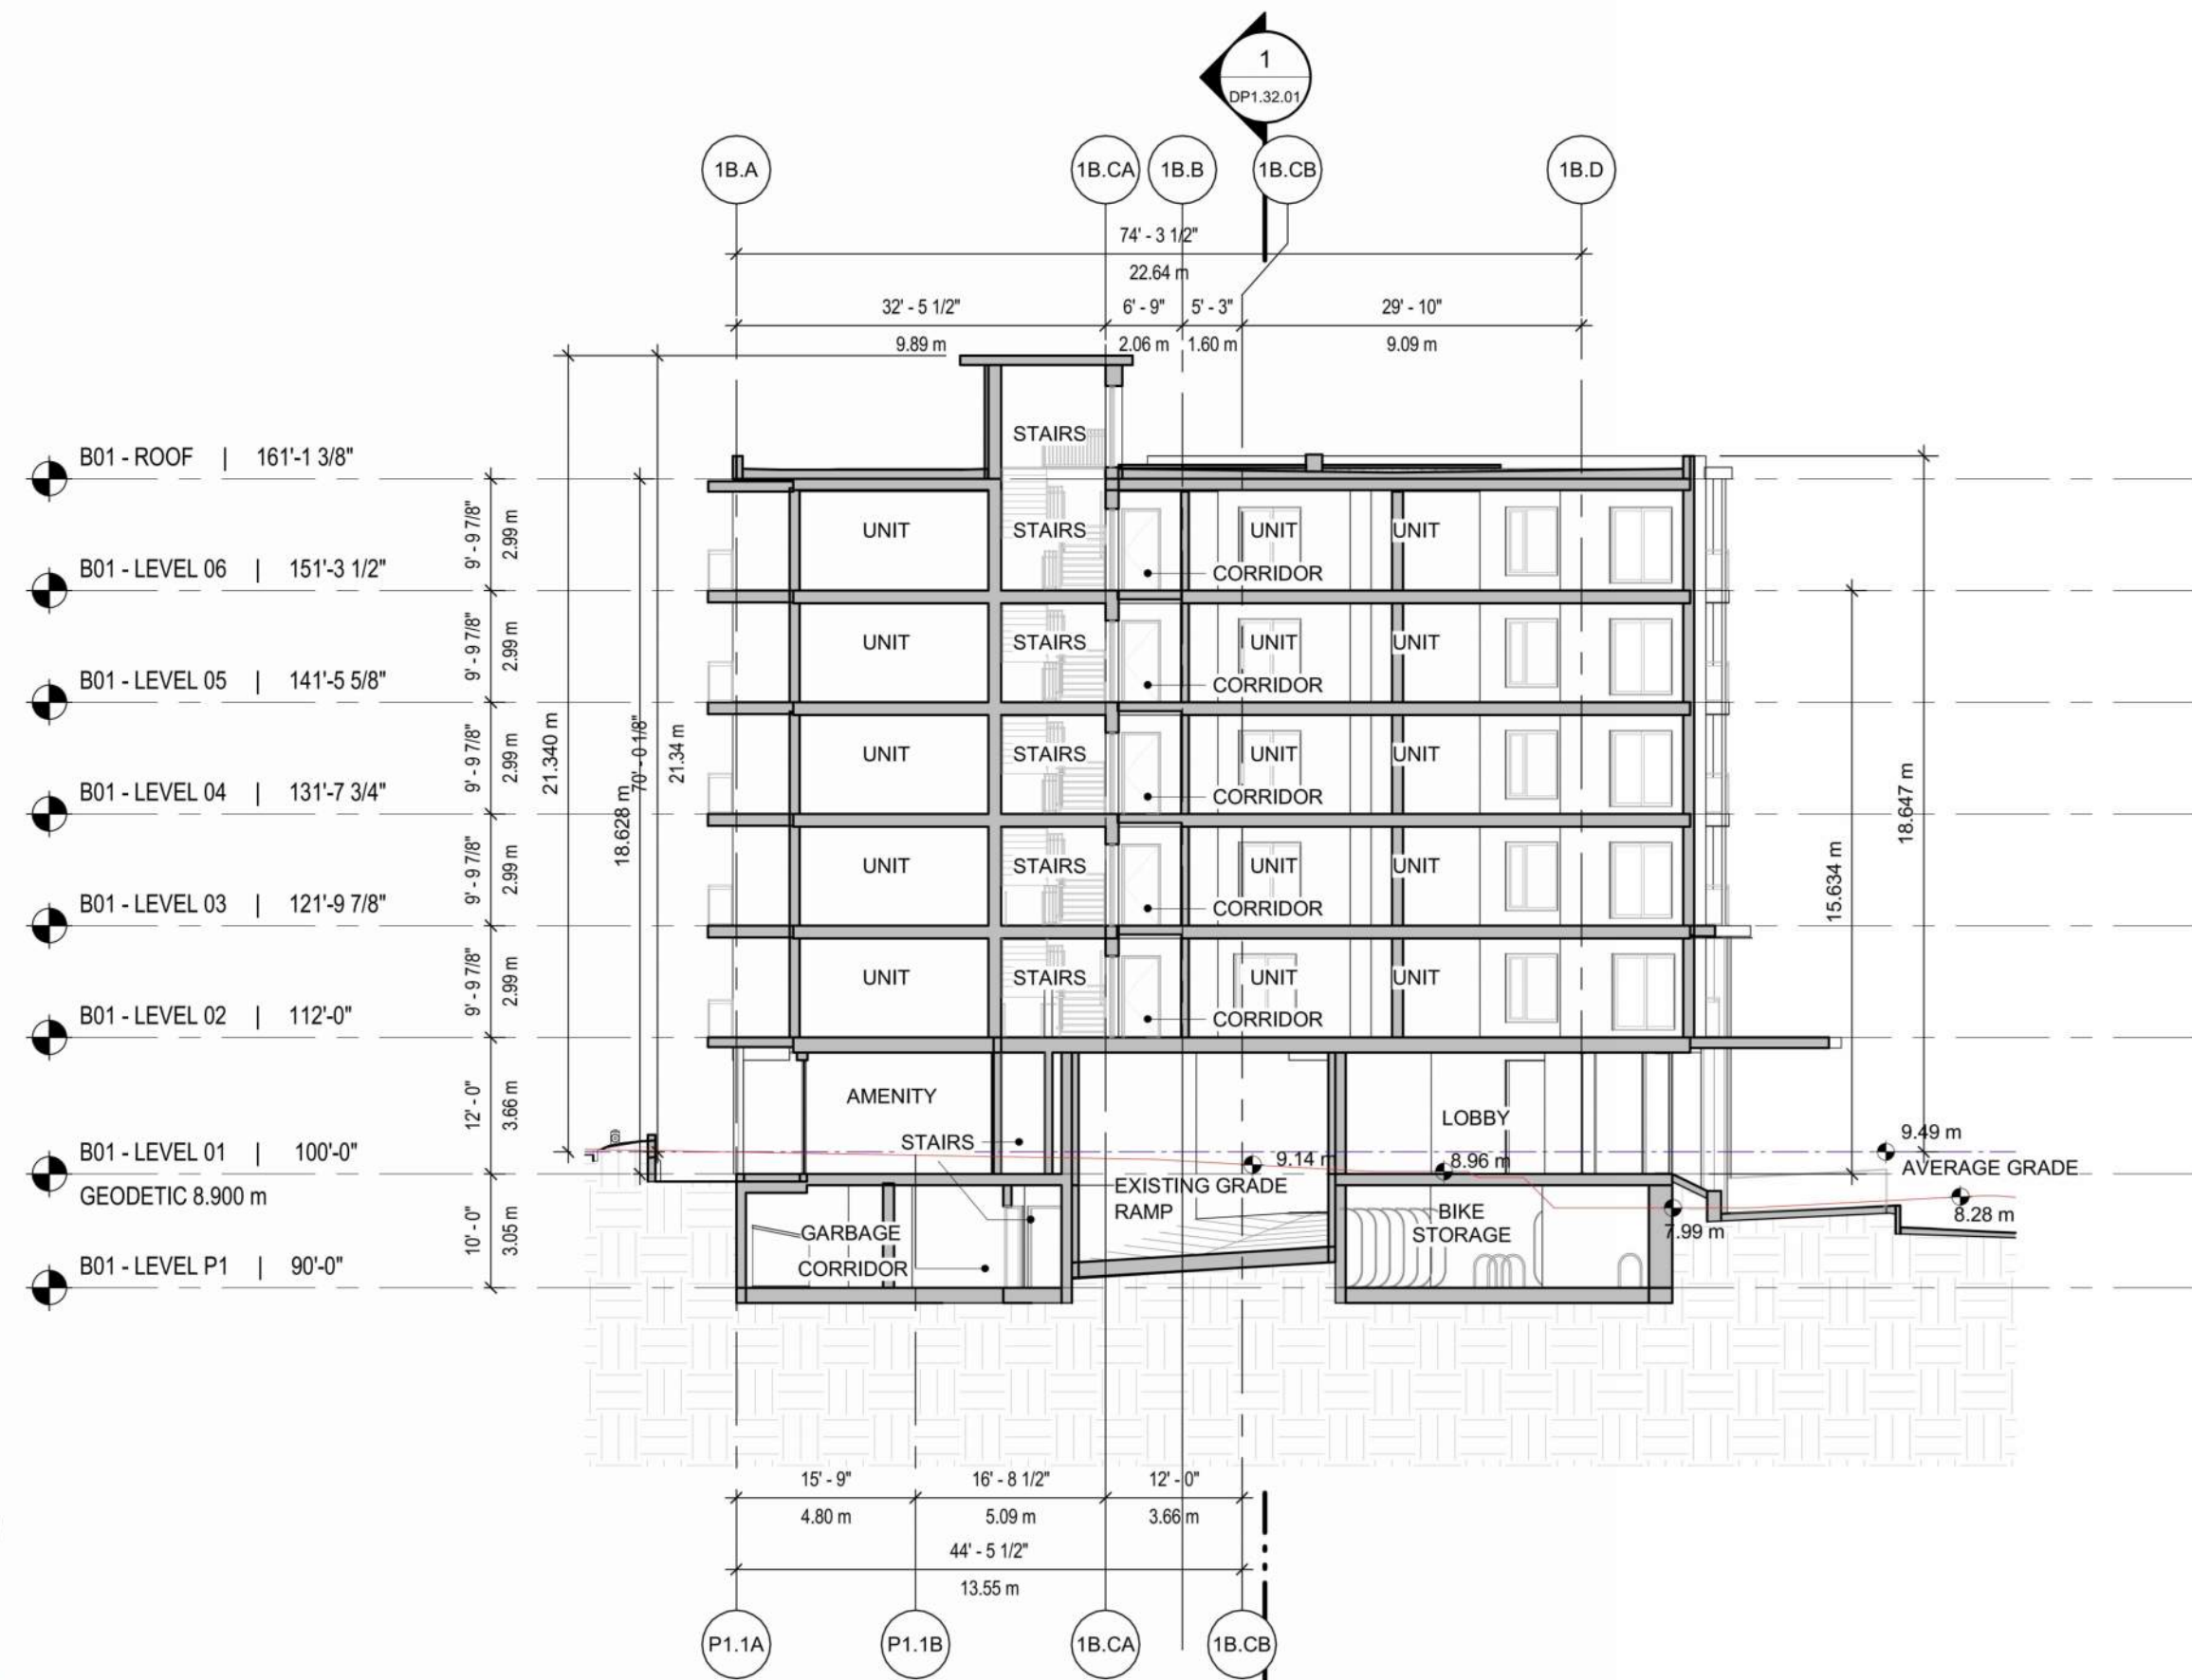 1
DP1.32.01
1B.A
1B.CA
1B.B
1B.CB
1B.D
74' - 3 1/2"
22.64 m
32' - 5 1/2"
6' - 9"
5' - 3"
29' - 10"
9.89 m
2.06 m
1.60 m
9.09 m
STAIRS
B01 - ROOF | 161'-1 3/8"
9' - 9 7/8"
2.99 m
UNIT
STAIRS
UNIT
UNIT
CORRIDOR
B01 - LEVEL 06 | 151'-3 1/2"
9' - 9 7/8"
2.99 m
UNIT
STAIRS
UNIT
UNIT
CORRIDOR
B01 - LEVEL 05 | 141'-5 5/8"
9' - 9 7/8"
2.99 m
21.340 m
18.628 m
70' - 0 1/8"
21.34 m
UNIT
STAIRS
UNIT
UNIT
CORRIDOR
18.647 m
B01 - LEVEL 04 | 131'-7 3/4"
9' - 9 7/8"
2.99 m
UNIT
STAIRS
UNIT
UNIT
CORRIDOR
15.634 m
B01 - LEVEL 03 | 121'-9 7/8"
9' - 9 7/8"
2.99 m
UNIT
STAIRS
UNIT
UNIT
CORRIDOR
B01 - LEVEL 02 | 112'-0"
12' - 0"
3.66 m
AMENITY
LOBBY
STAIRS
9.49 m
AVERAGE GRADE
9.14 m
8.96 m
B01 - LEVEL 01 | 100'-0"
GEODETIC 8.900 m
10' - 0"
3.05 m
EXISTING GRADE
RAMP
GARBAGE
CORRIDOR
BIKE
STORAGE
7.99 m
8.28 m
B01 - LEVEL P1 | 90'-0"
15' - 9"
16' - 8 1/2"
12' - 0"
4.80 m
5.09 m
3.66 m
44' - 5 1/2"
13.55 m
P1.1A
P1.1B
1B.CA
1B.CB